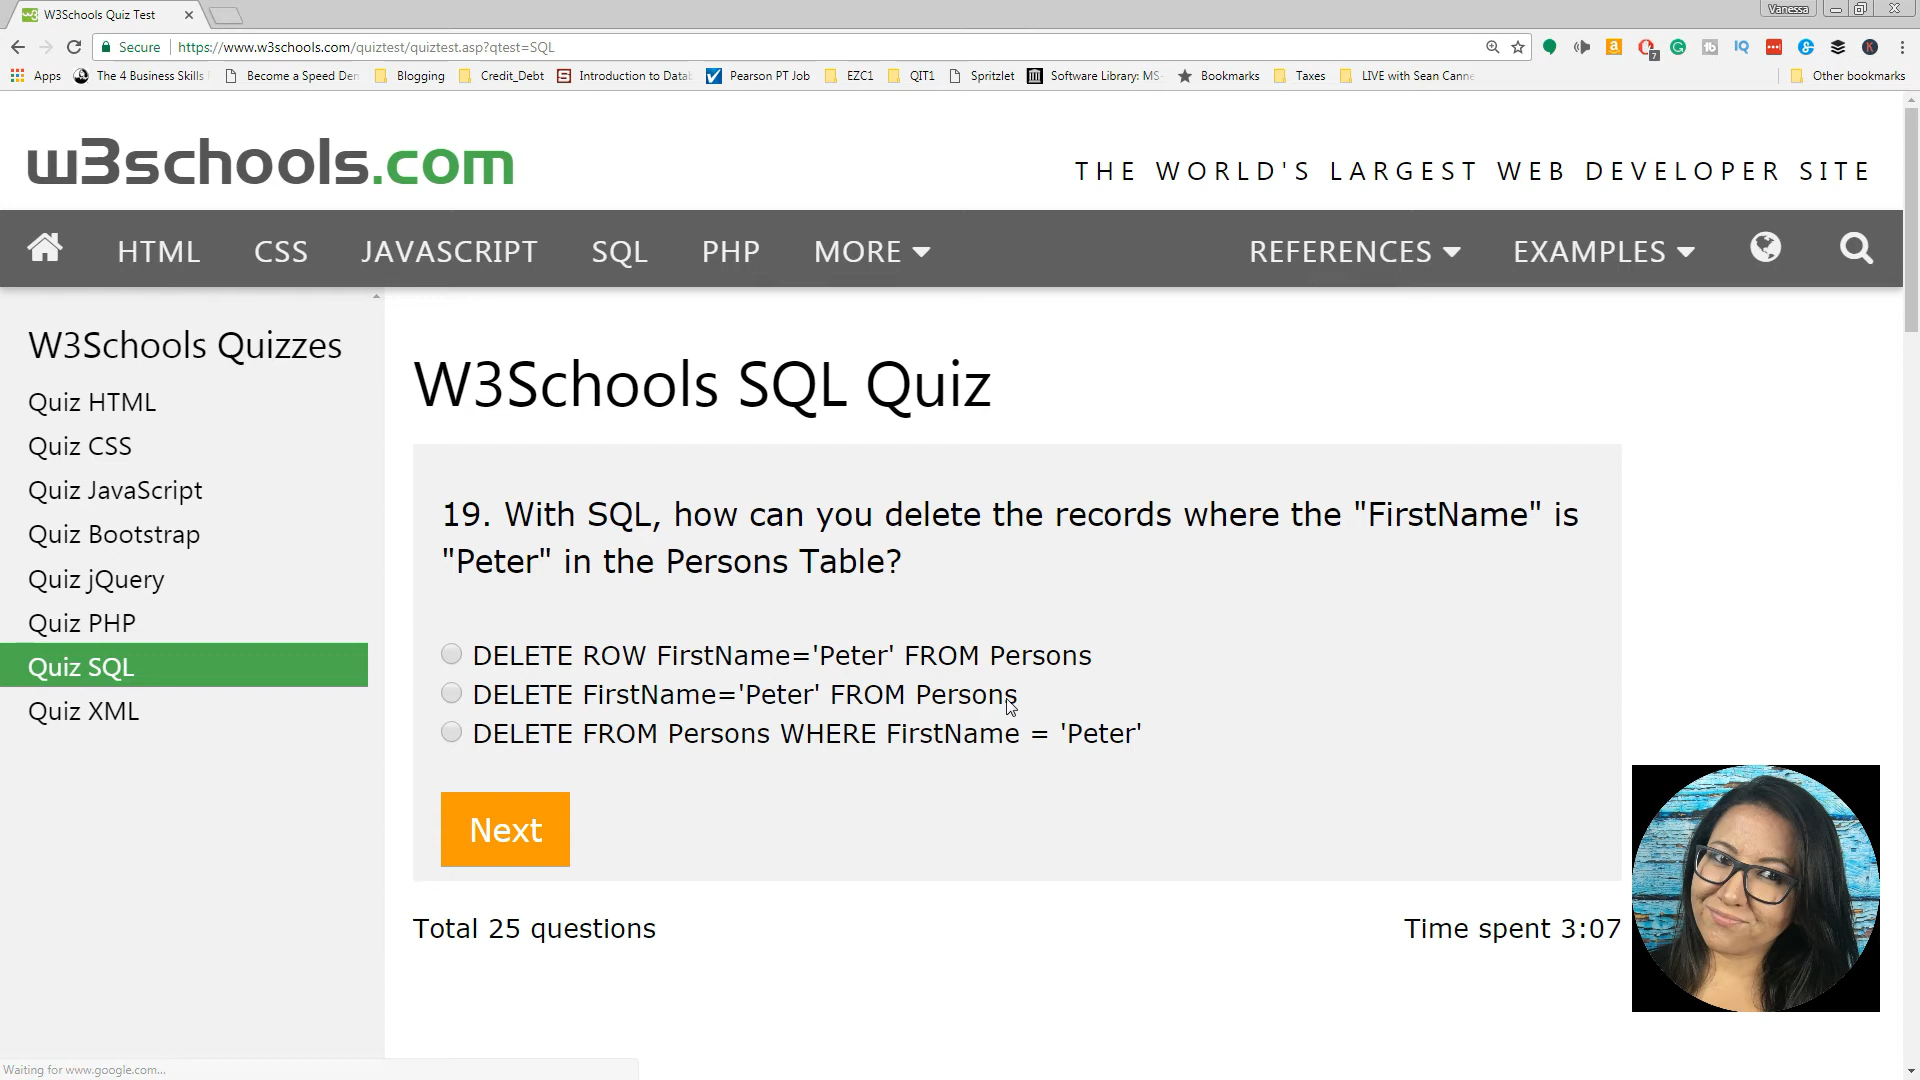 W3Schools Quiz Test
Vanessa
Secure https://www.w3schools.com/quiztest/quiztest.asp?qtest=SQL
Apps The 4 Business Skills Become a Speed Den Blogging Credit_Debt Introduction to Datab Pearson PT Job EZC1 QIT1 Spritzlet Software Library: MS- Bookmarks Taxes LIVE with Sean Canne Other bookmarks
w3schools.com
THE WORLD'S LARGEST WEB DEVELOPER SITE
HTML CSS JAVASCRIPT SQL PHP MORE REFERENCES EXAMPLES
W3Schools Quizzes
Quiz HTML
Quiz CSS
Quiz JavaScript
Quiz Bootstrap
Quiz jQuery
Quiz PHP
Quiz SQL
Quiz XML
W3Schools SQL Quiz
19. With SQL, how can you delete the records where the "FirstName" is
"Peter" in the Persons Table?
DELETE ROW FirstName='Peter' FROM Persons
DELETE FirstName='Peter' FROM Persons
DELETE FROM Persons WHERE FirstName = 'Peter'
Next
Total 25 questions
Time spent 3:07
Waiting for www.google.com...